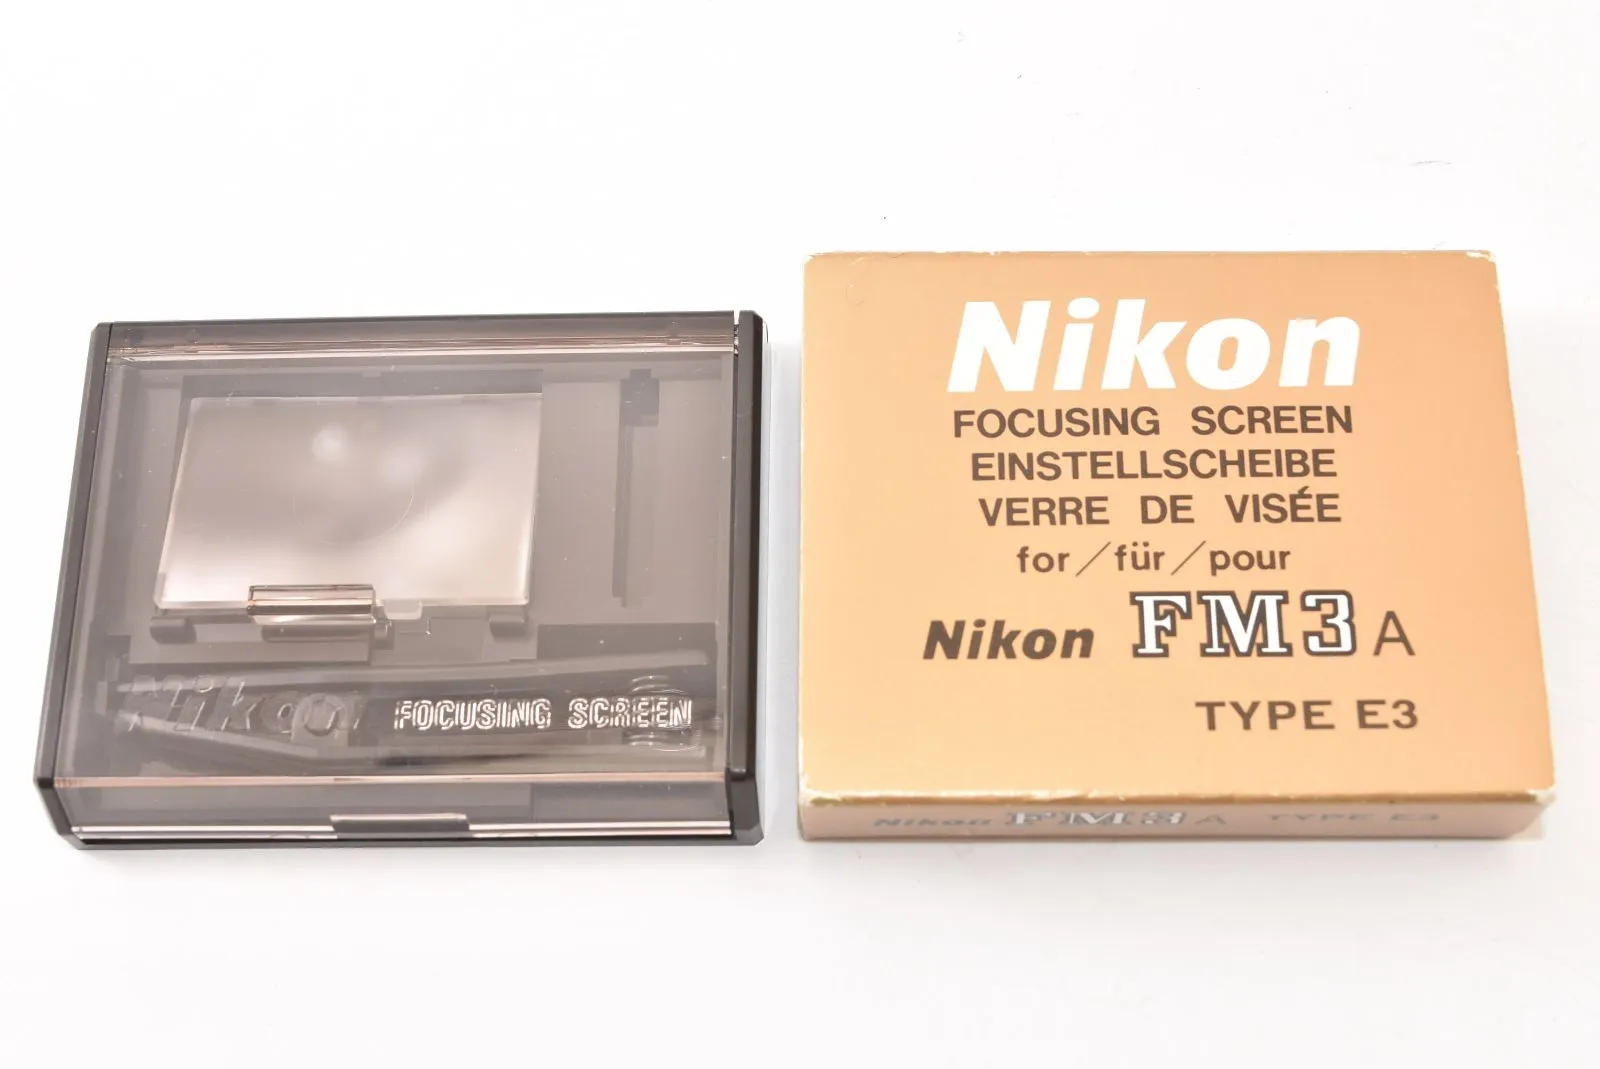 Nikon FOCUSING SCREEN
Nikon
FOCUSING SCREEN
EINSTELLSCHEIBE
VERRE DE VISÉE
for / für / pour
Nikon FM3A
TYPE E3
Nikon FM3A TYPE E3